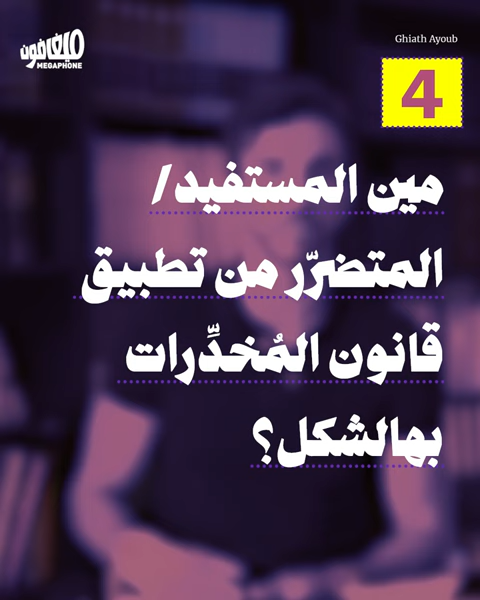 ميغافون
MEGAPHONE
Ghiath Ayoub
4
مين المستفيد/
المتضرّر من تطبيق
قانون المُخدِّرات
بهالشكل؟